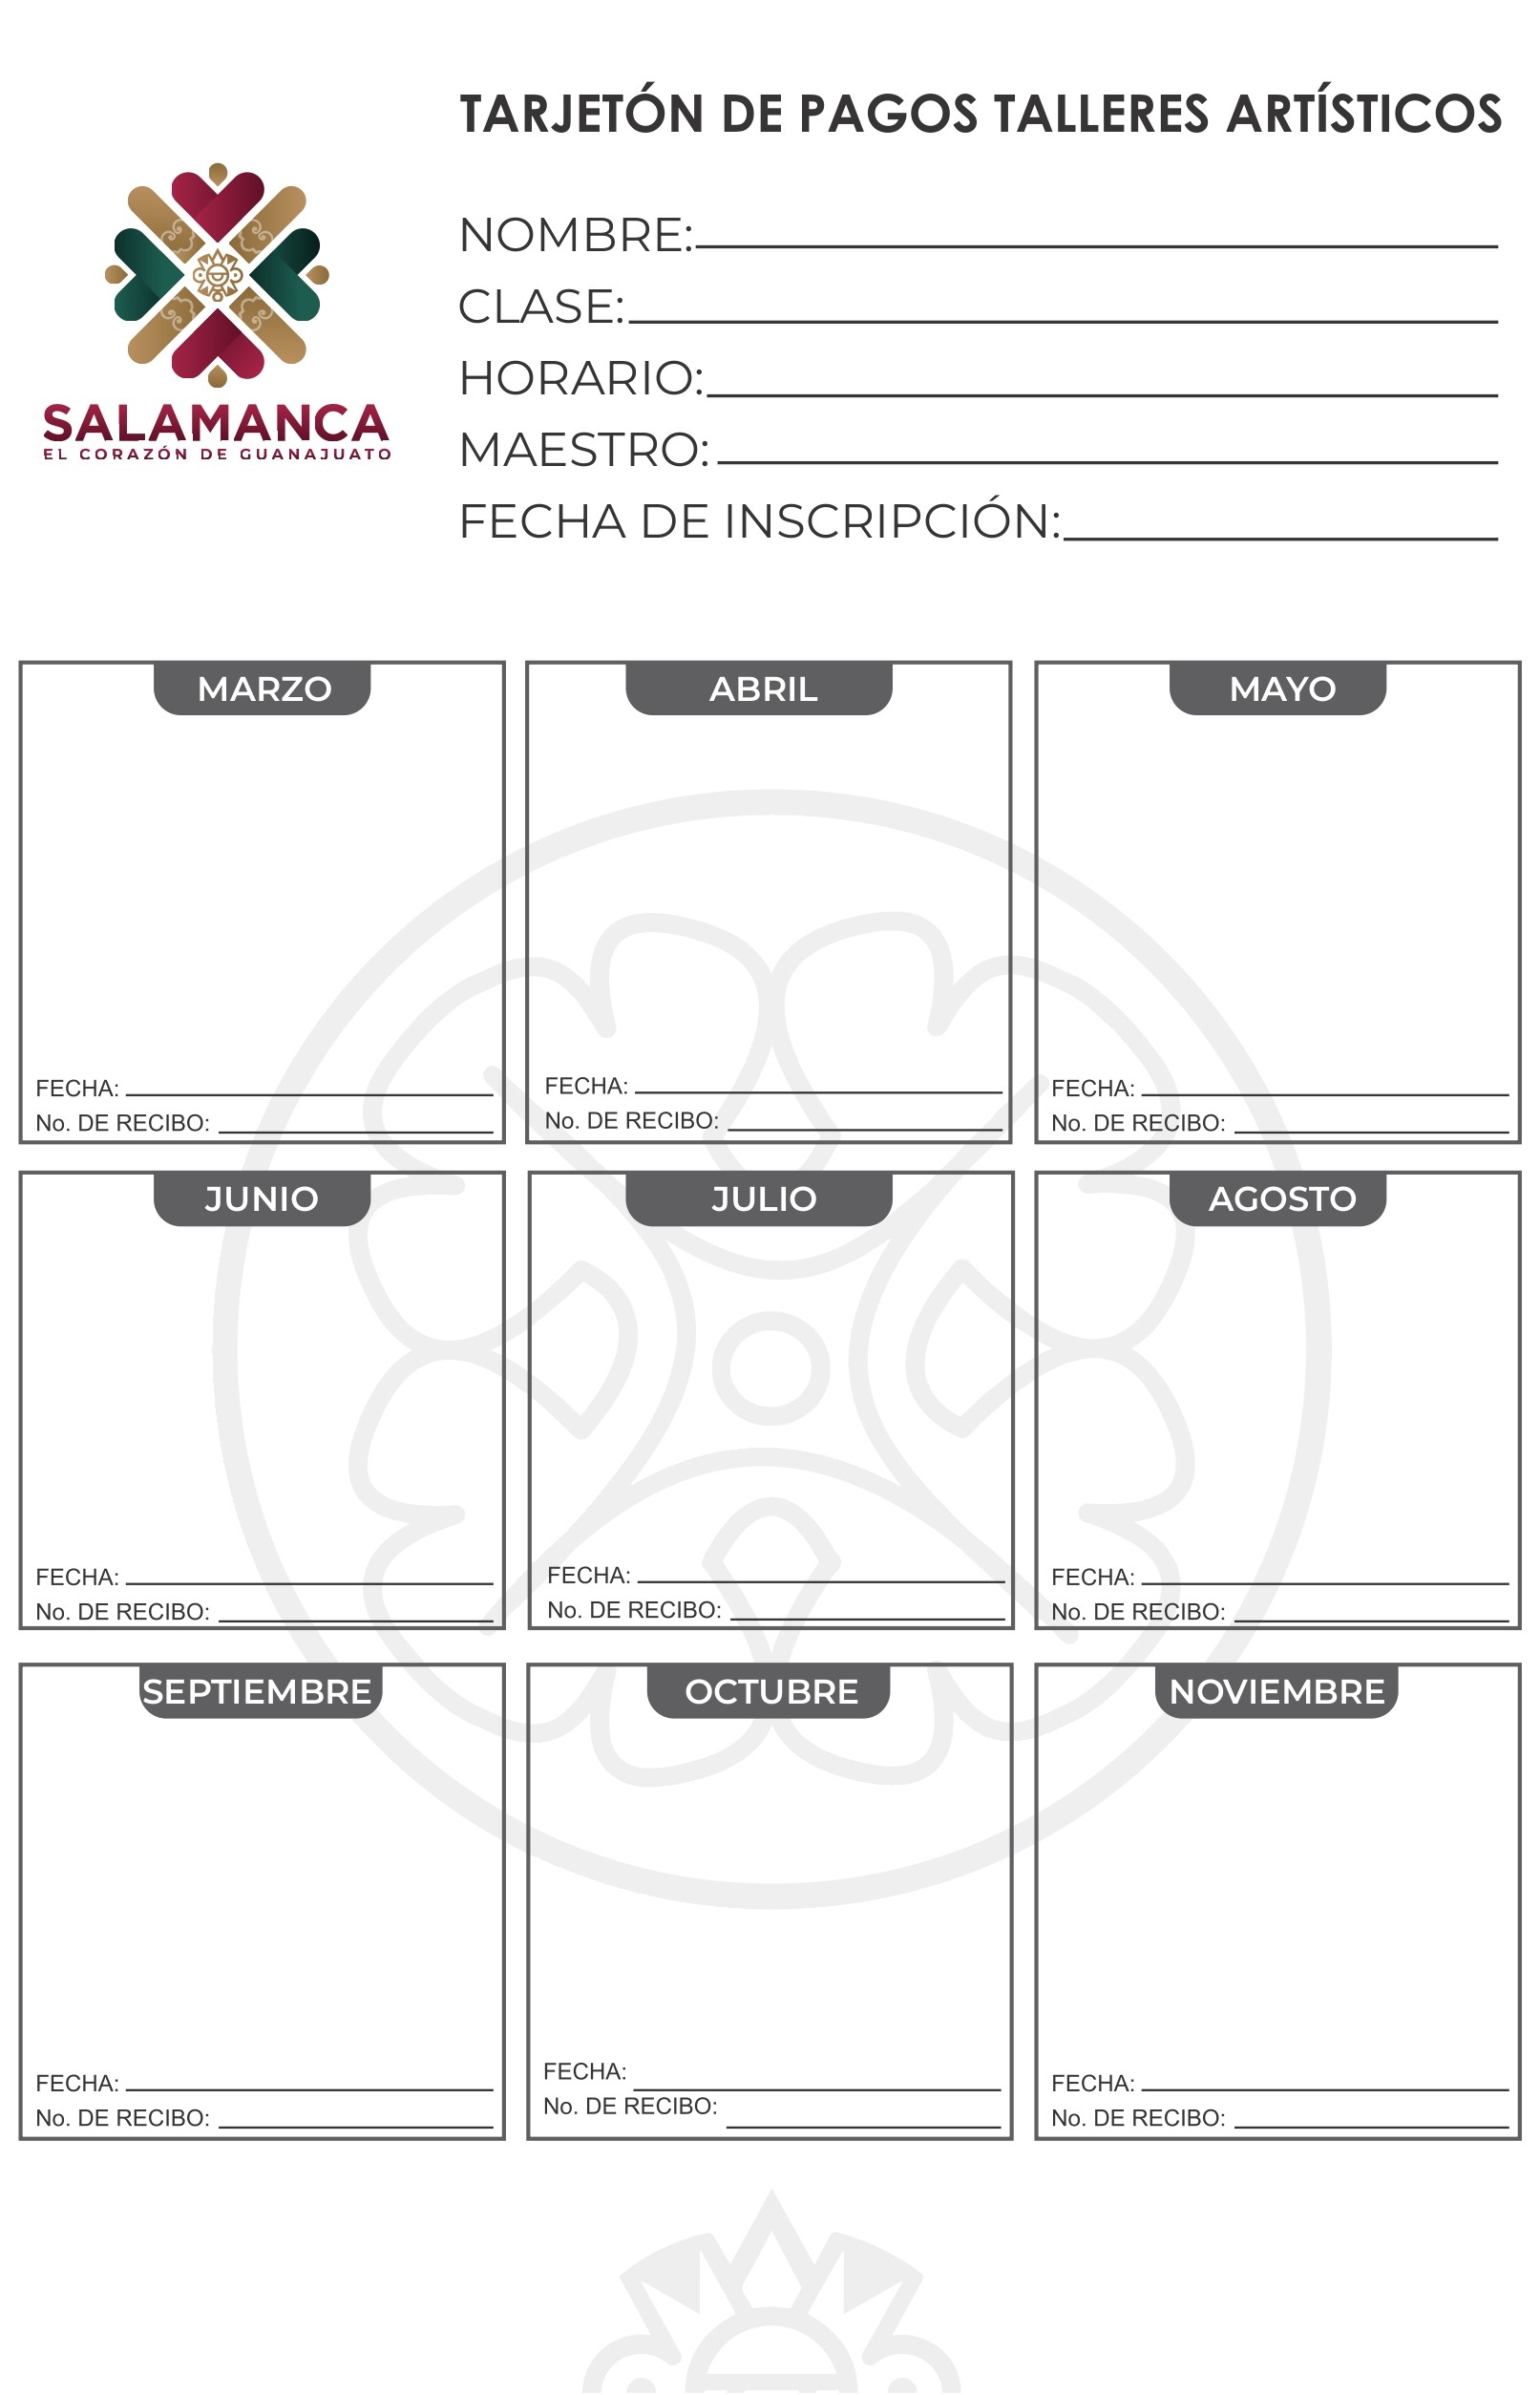 TARJETÓN DE PAGOS TALLERES ARTÍSTICOS
SALAMANCA
EL CORAZÓN DE GUANAJUATO
NOMBRE:
CLASE:
HORARIO:
MAESTRO:
FECHA DE INSCRIPCIÓN:
MARZO
FECHA:
No. DE RECIBO:
ABRIL
FECHA:
No. DE RECIBO:
MAYO
FECHA:
No. DE RECIBO:
JUNIO
FECHA:
No. DE RECIBO:
JULIO
FECHA:
No. DE RECIBO:
AGOSTO
FECHA:
No. DE RECIBO:
SEPTIEMBRE
FECHA:
No. DE RECIBO:
OCTUBRE
FECHA:
No. DE RECIBO:
NOVIEMBRE
FECHA:
No. DE RECIBO: